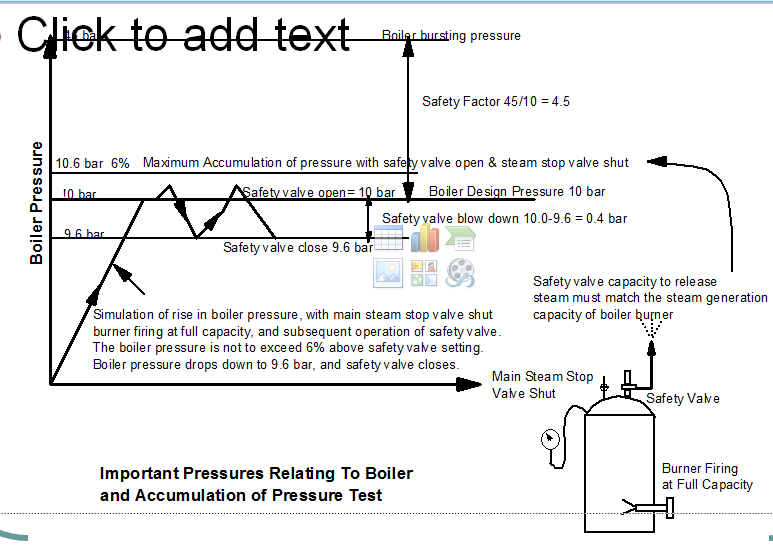 Click to add text
45 bar
Boiler bursting pressure
Safety Factor 45/10 = 4.5
10.6 bar 6% Maximum Accumulation of pressure with safety valve open & steam stop valve shut
10 bar
Safety valve open= 10 bar
Boiler Design Pressure 10 bar
Safety valve blow down 10.0-9.6 = 0.4 bar
9.6 bar
Safety valve close 9.6 bar
Boiler Pressure
Simulation of rise in boiler pressure, with main steam stop valve shut
burner firing at full capacity, and subsequent operation of safety valve.
The boiler pressure is not to exceed 6% above safety valve setting.
Boiler pressure drops down to 9.6 bar, and safety valve closes.
Safety valve capacity to release
steam must match the steam generation
capacity of boiler burner
Main Steam Stop
Valve Shut
Safety Valve
Burner Firing
at Full Capacity
Important Pressures Relating To Boiler
and Accumulation of Pressure Test